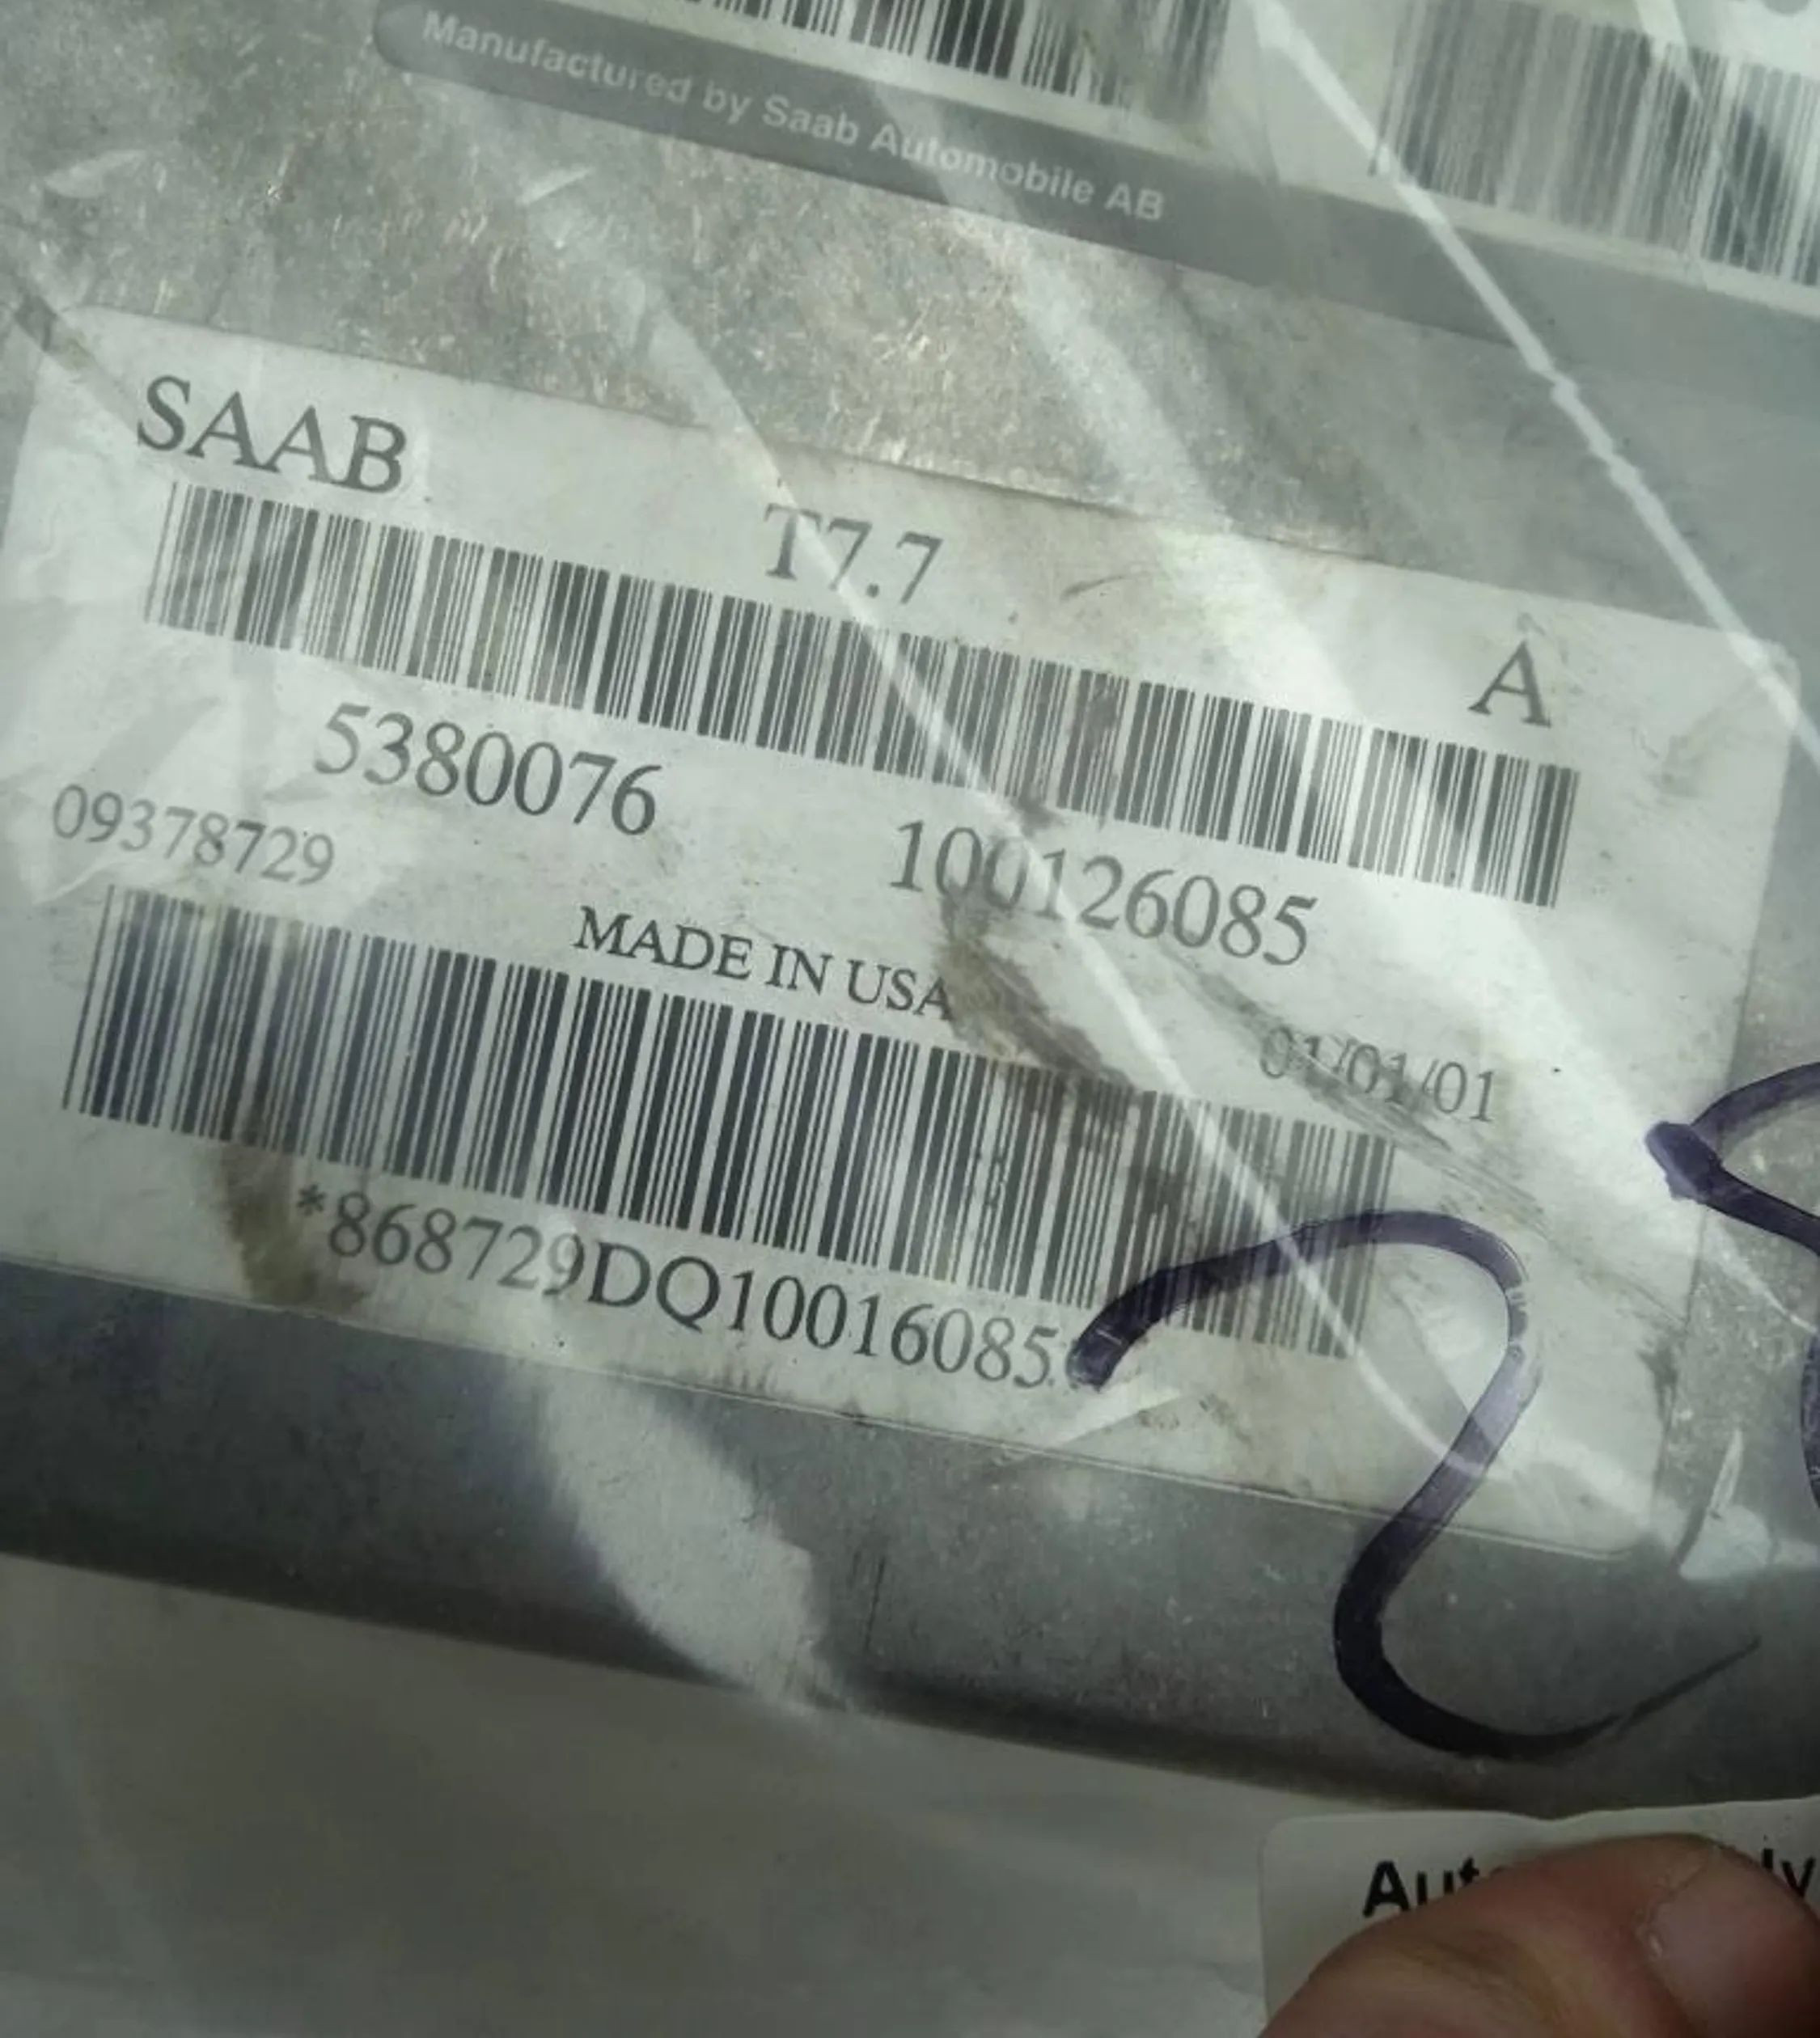 Manufactured by Saab Automobile AB
SAAB
T7.7
A
5380076
100126085
09378729
MADE IN USA
01/01/01
*868729DQ10016085